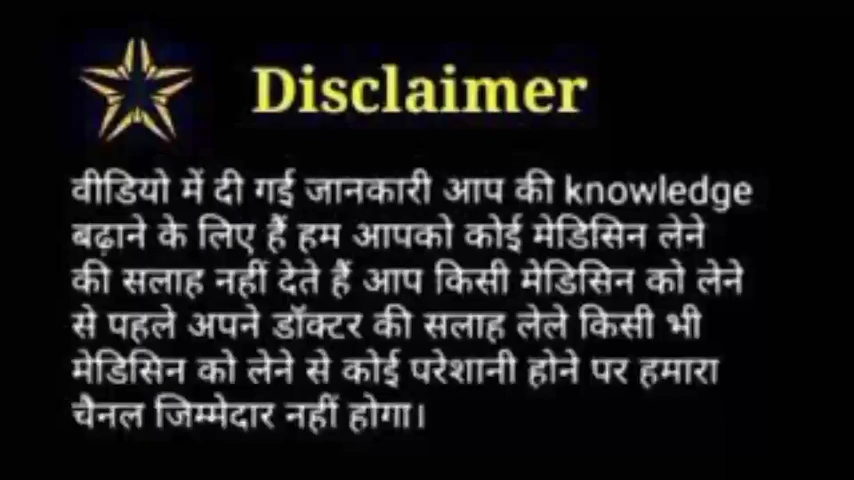 Disclaimer
वीडियो में दी गई जानकारी आप की knowledge
बढ़ाने के लिए हैं हम आपको कोई मेडिसिन लेने
की सलाह नहीं देते हैं आप किसी मेडिसिन को लेने
से पहले अपने डॉक्टर की सलाह लेले किसी भी
मेडिसिन को लेने से कोई परेशानी होने पर हमारा
चैनल जिम्मेदार नहीं होगा।